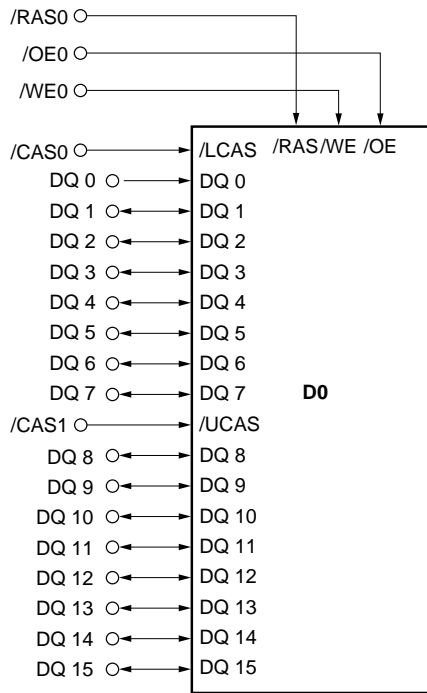 /RAS0
/OE0
/WE0
/CAS0 /LCAS /RAS /WE /OE
DQ 0 DQ 0
DQ 1 DQ 1
DQ 2 DQ 2
DQ 3 DQ 3
DQ 4 DQ 4
DQ 5 DQ 5
DQ 6 DQ 6
DQ 7 DQ 7 D0
/CAS1 /UCAS
DQ 8 DQ 8
DQ 9 DQ 9
DQ 10 DQ 10
DQ 11 DQ 11
DQ 12 DQ 12
DQ 13 DQ 13
DQ 14 DQ 14
DQ 15 DQ 15